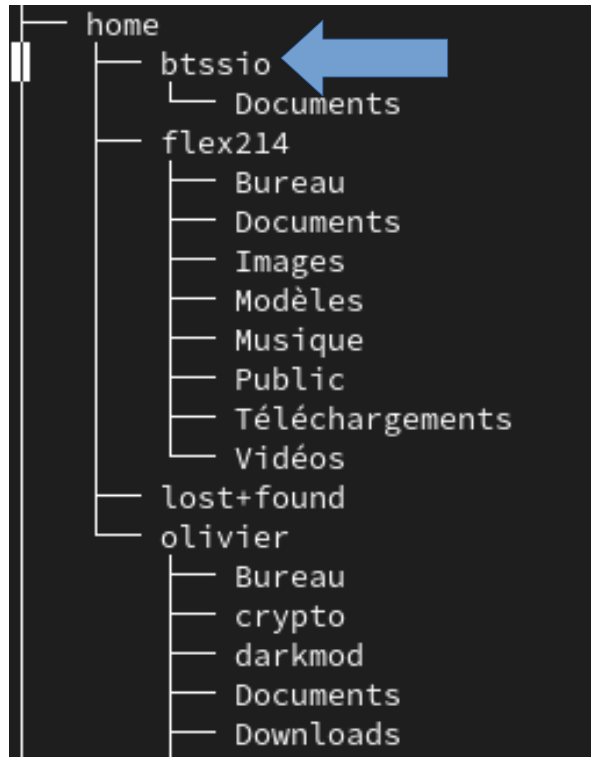 home
btssio
Documents
flex214
Bureau
Documents
Images
Modèles
Musique
Public
Téléchargements
Vidéos
lost+found
olivier
Bureau
crypto
darkmod
Documents
Downloads